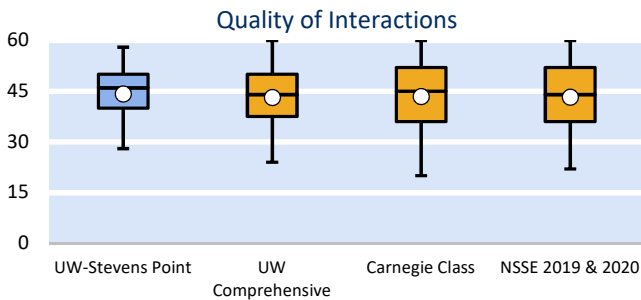 Quality of Interactions
60
45
30
15
0
UW-Stevens Point
UW
Comprehensive
Carnegie Class
NSSE 2019 & 2020